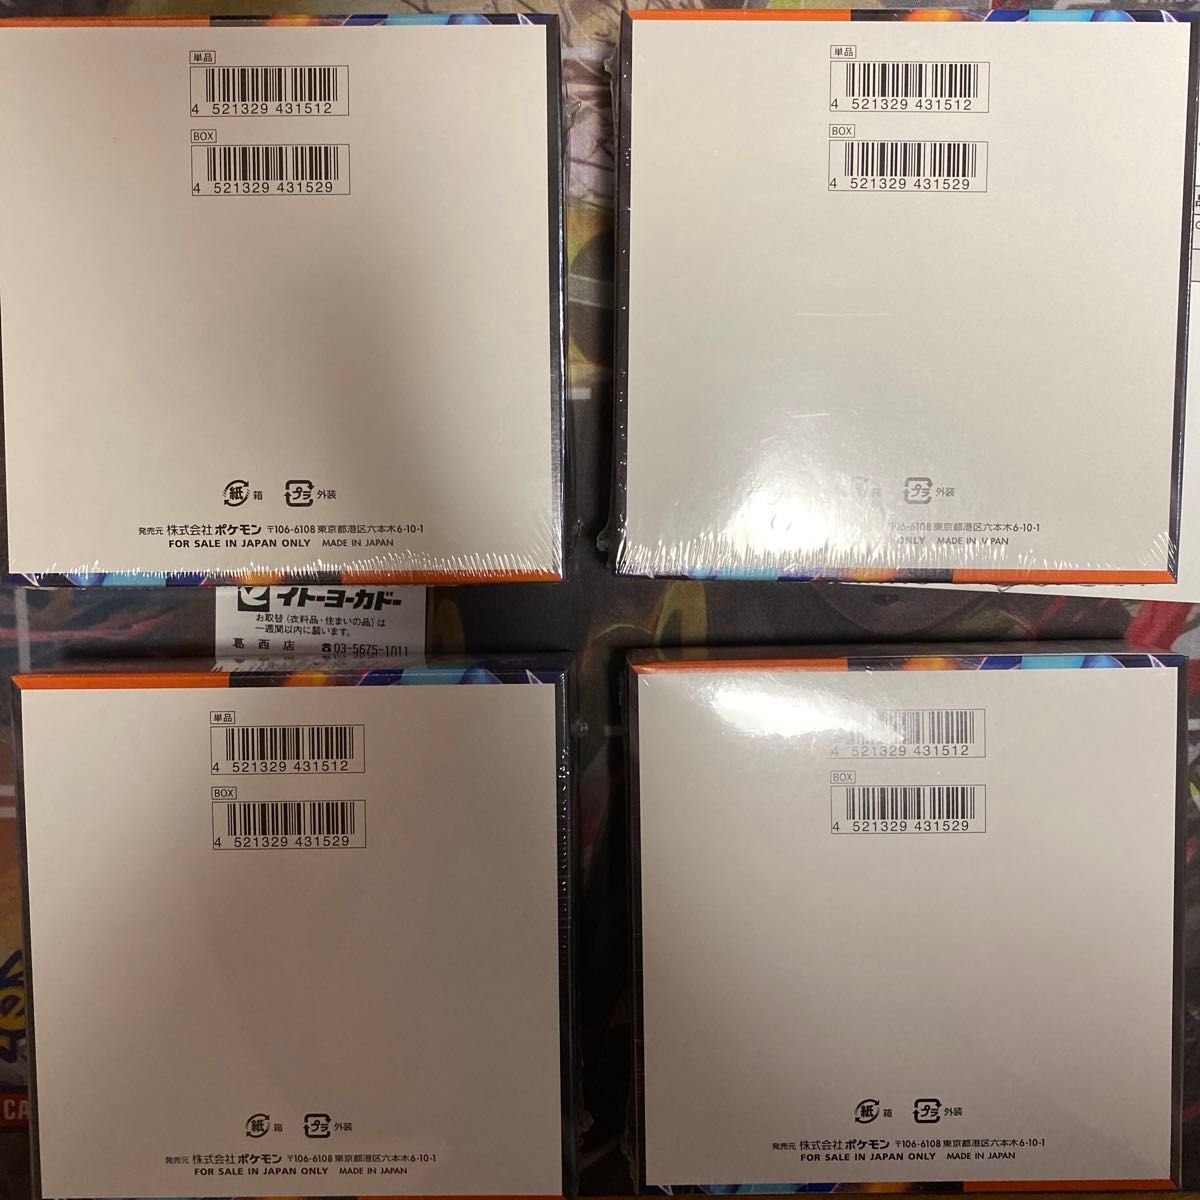 単品
4 521329 431512
BOX
4 521329 431529
紙 箱 プラ 外装
発売元 株式会社ポケモン 〒106-6108 東京都港区六本木6-10-1
FOR SALE IN JAPAN ONLY MADE IN JAPAN
単品
4 521329 431512
BOX
4 521329 431529
プラ 外装
106-6108 東京都港区六本木6-10-1
ONLY MADE IN JAPAN
イトーヨーカドー
お取替(衣料品・住まいの品)は
一週間以内に願います。
葛西店 ☎03-5675-1011
単品
4 521329 431512
BOX
4 521329 431529
紙 箱 プラ 外装
発売元 株式会社ポケモン 〒106-6108 東京都港区六本木6-10-1
FOR SALE IN JAPAN ONLY MADE IN JAPAN
4 521329 431512
BOX
4 521329 431529
紙 箱 プラ 外装
発売元 株式会社ポケモン 〒106-6108 東京都港区六本木6-10-1
FOR SALE IN JAPAN ONLY MADE IN JAPAN
CA